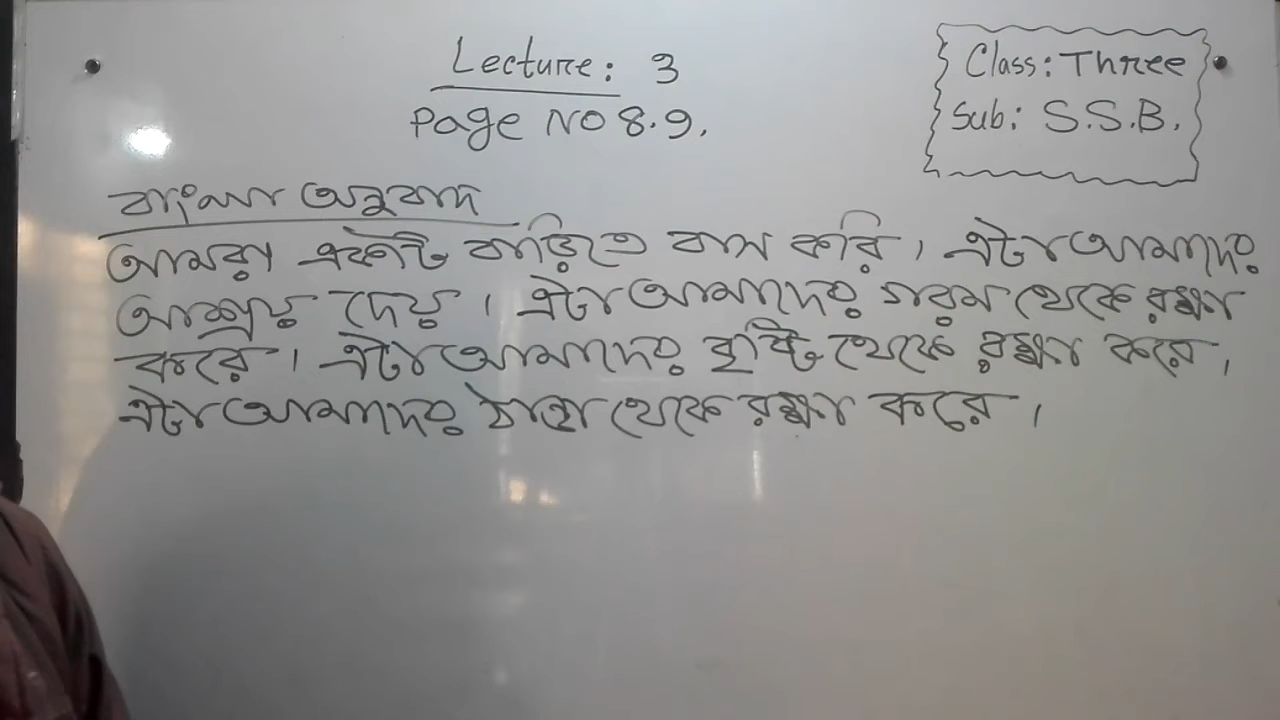 Lecture: 3
Page No 8.9.
Class: Three
Sub: S.S.B.
বাংলা অনুবাদ
আমরা একটি বাড়িতে বাস করি। এটা আমাদের
আশ্রয় দেয়। এটা আমাদের গরম থেকে রক্ষা
করে। এটা আমাদের বৃষ্টি থেকে রক্ষা করে।
এটা আমাদের ঠান্ডা থেকে রক্ষা করে।